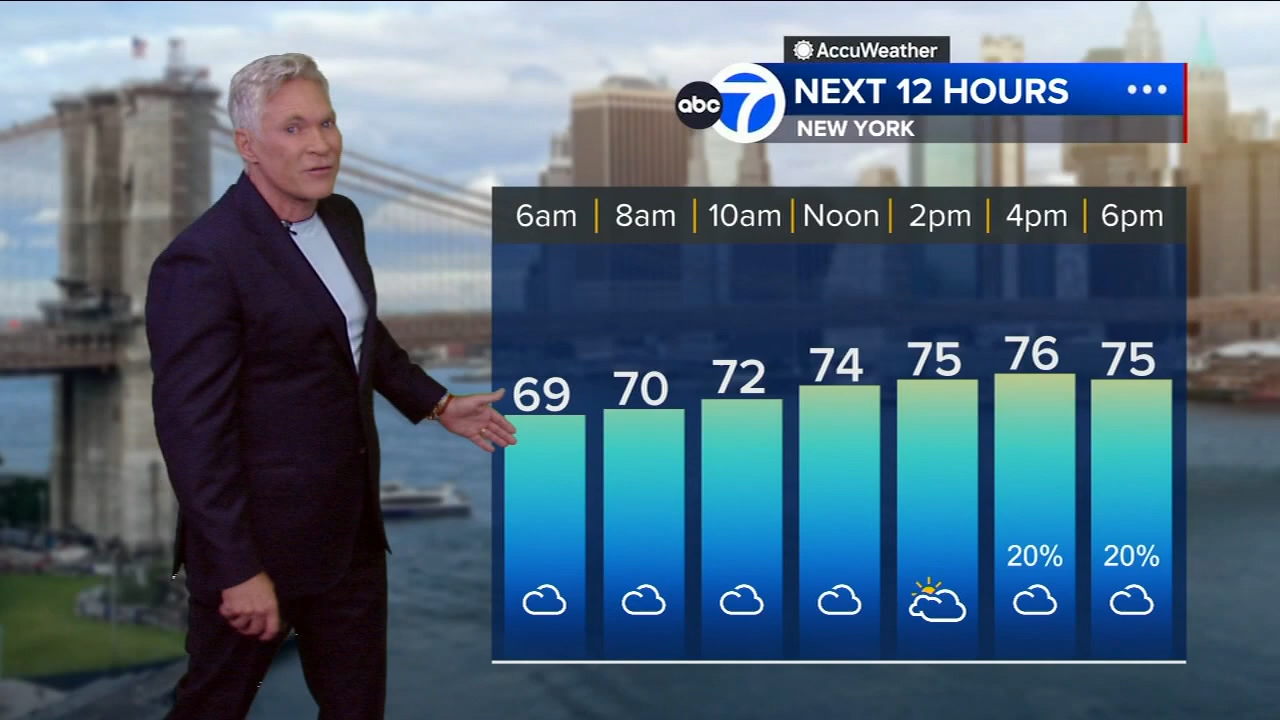 AccuWeather
abc 7
NEXT 12 HOURS
NEW YORK
6am 8am 10am Noon 2pm 4pm 6pm
69 70 72 74 75 76 75
20% 20%